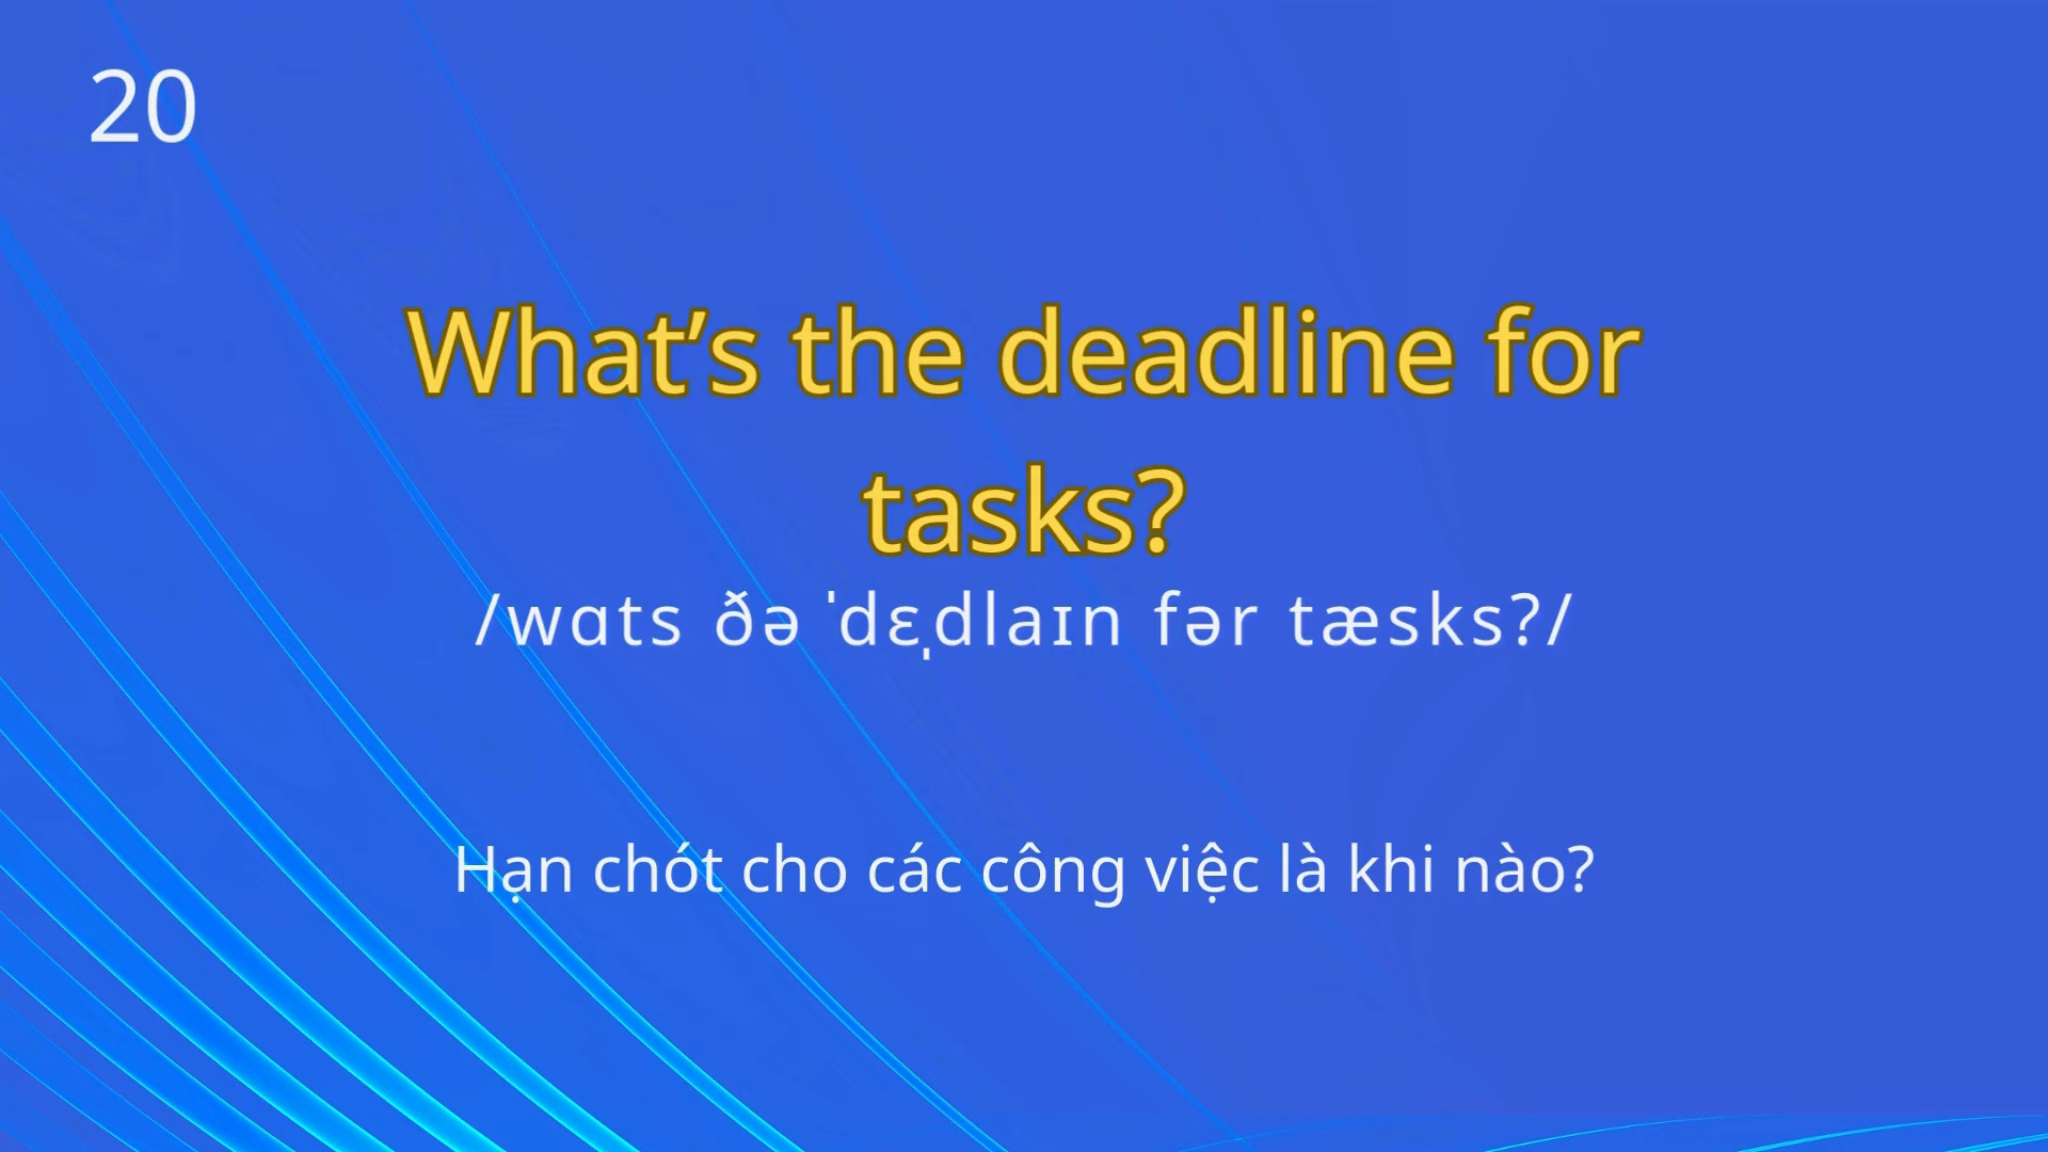 20
What’s the deadline for
tasks?
/wɑts ðə ˈdɛˌdlaɪn fər tæsks?/
Hạn chót cho các công việc là khi nào?